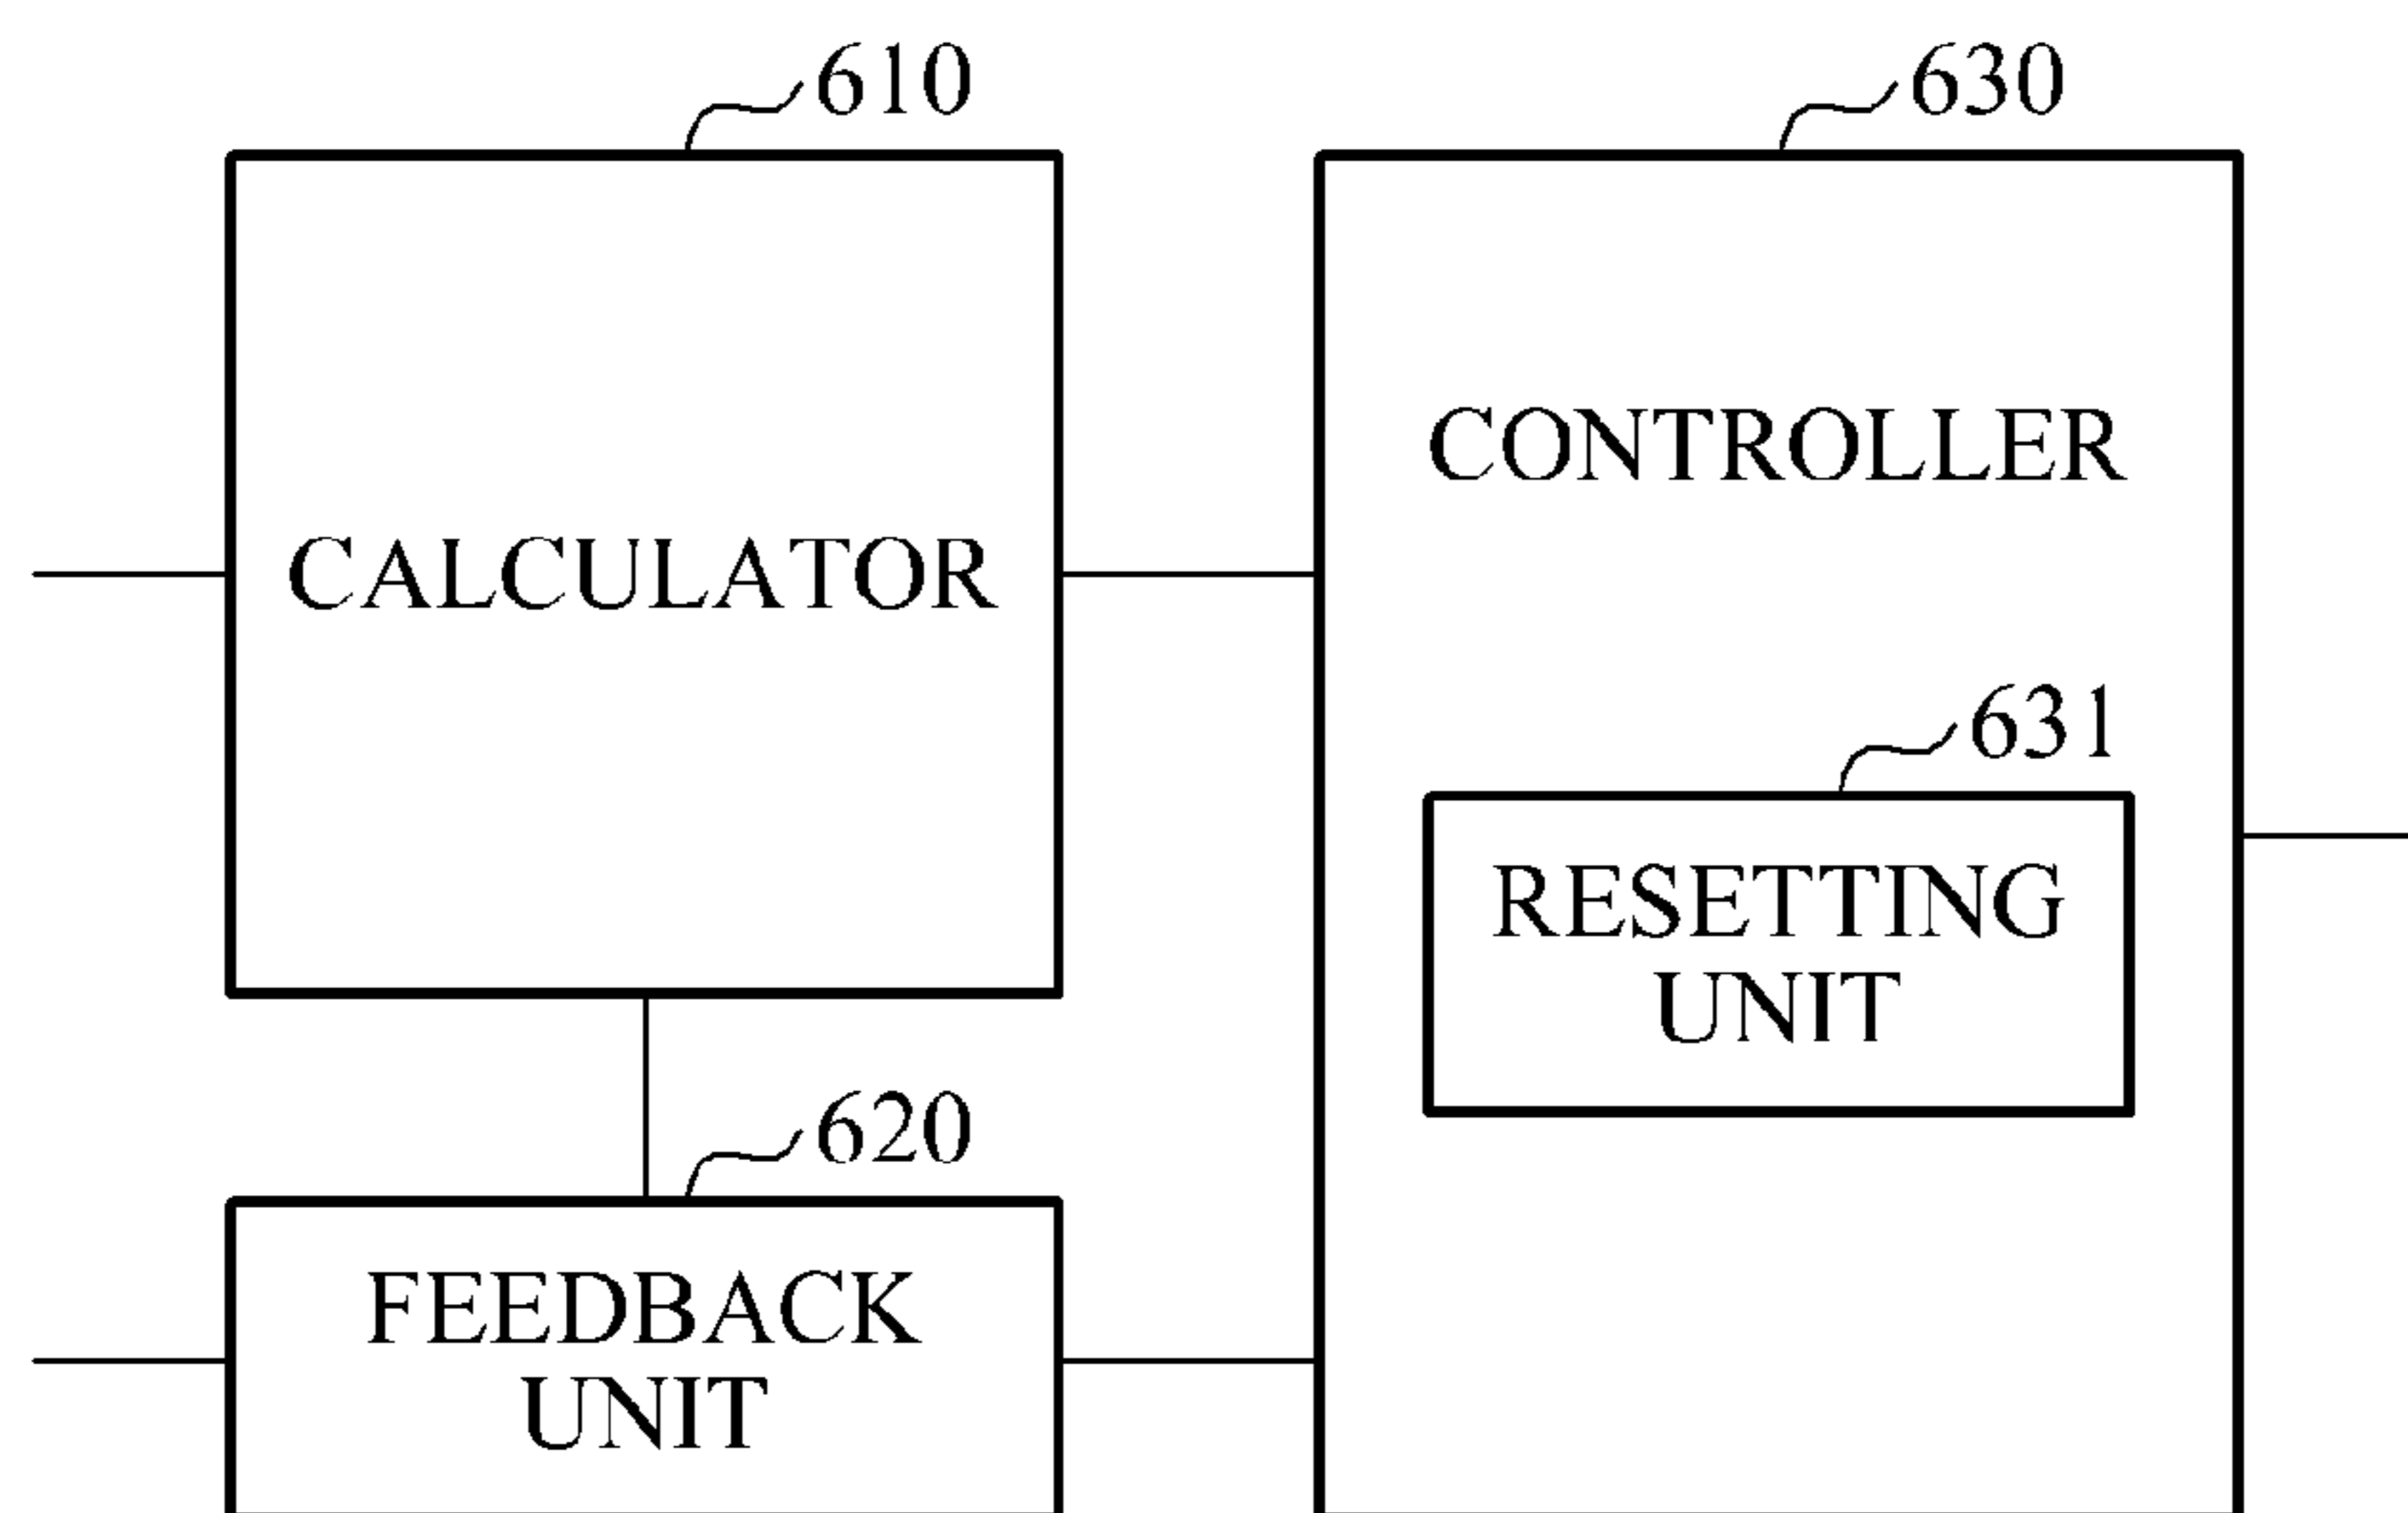 610
630
CALCULATOR
CONTROLLER
631
RESETTING
UNIT
620
FEEDBACK
UNIT